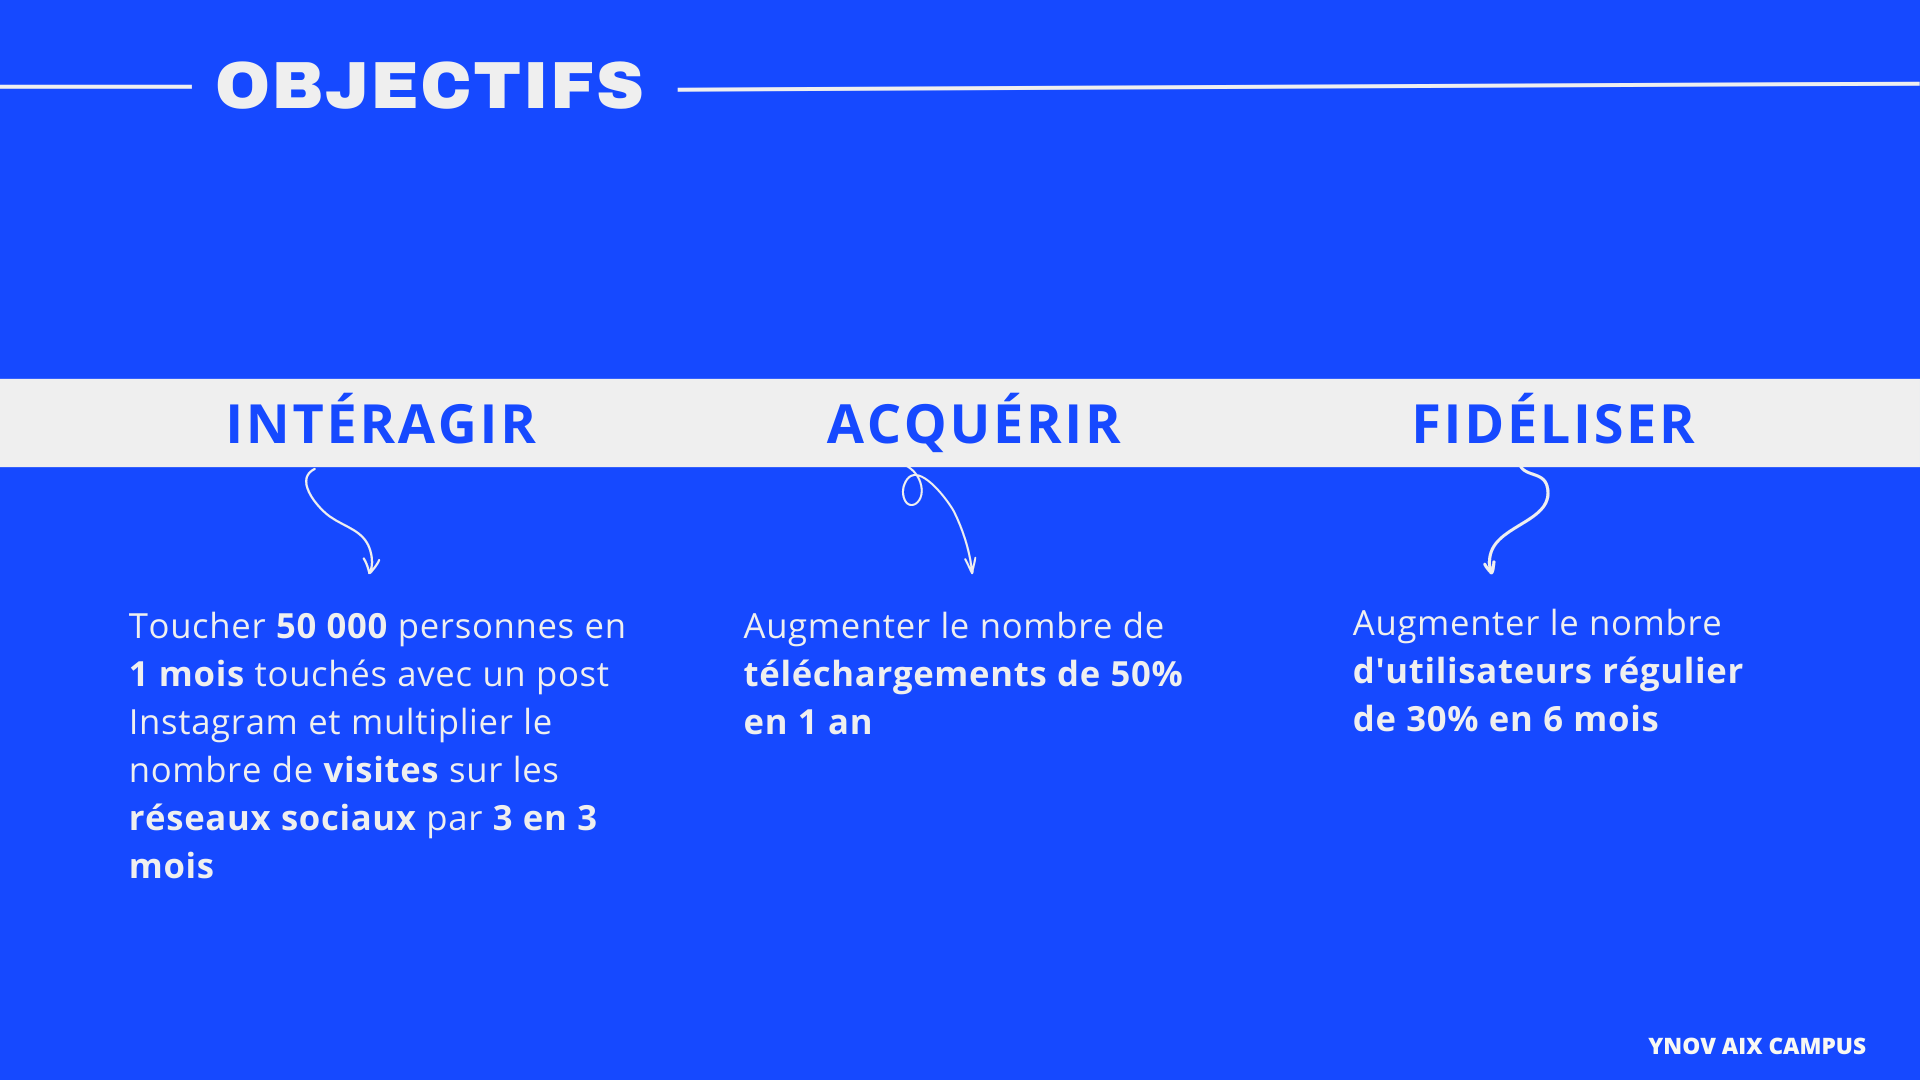 OBJECTIFS
INTÉRAGIR
ACQUÉRIR
FIDÉLISER
Toucher 50 000 personnes en
1 mois touchés avec un post
Instagram et multiplier le
nombre de visites sur les
réseaux sociaux par 3 en 3
mois
Augmenter le nombre de
téléchargements de 50%
en 1 an
Augmenter le nombre
d'utilisateurs régulier
de 30% en 6 mois
YNOV AIX CAMPUS